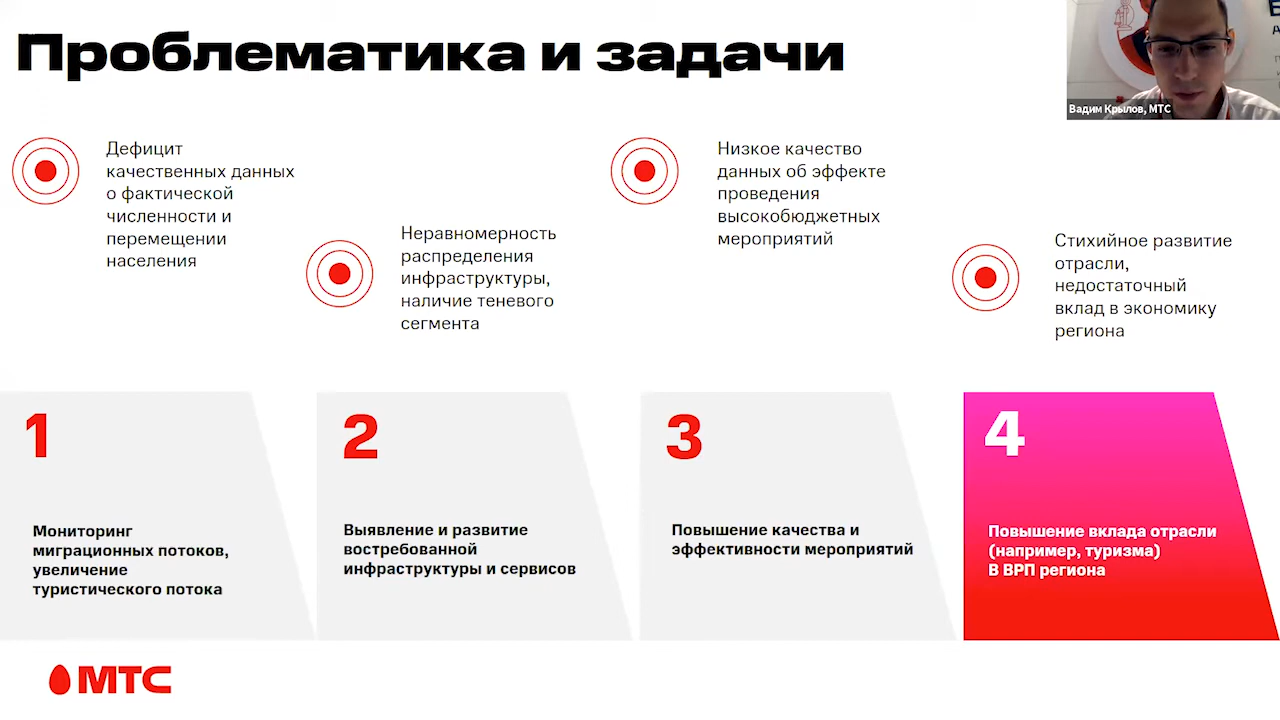 Проблематика и задачи
Вадим Крылов, МТС
Дефицит
качественных данных
о фактической
численности и
перемещении
населения
Неравномерность
распределения
инфраструктуры,
наличие теневого
сегмента
Низкое качество
данных об эффекте
проведения
высокобюджетных
мероприятий
Стихийное развитие
отрасли,
недостаточный
вклад в экономику
региона
1
Мониторинг
миграционных потоков,
увеличение
туристического потока
2
Выявление и развитие
востребованной
инфраструктуры и сервисов
3
Повышение качества и
эффективности мероприятий
4
Повышение вклада отрасли
(например, туризма)
В ВРП региона
МТС